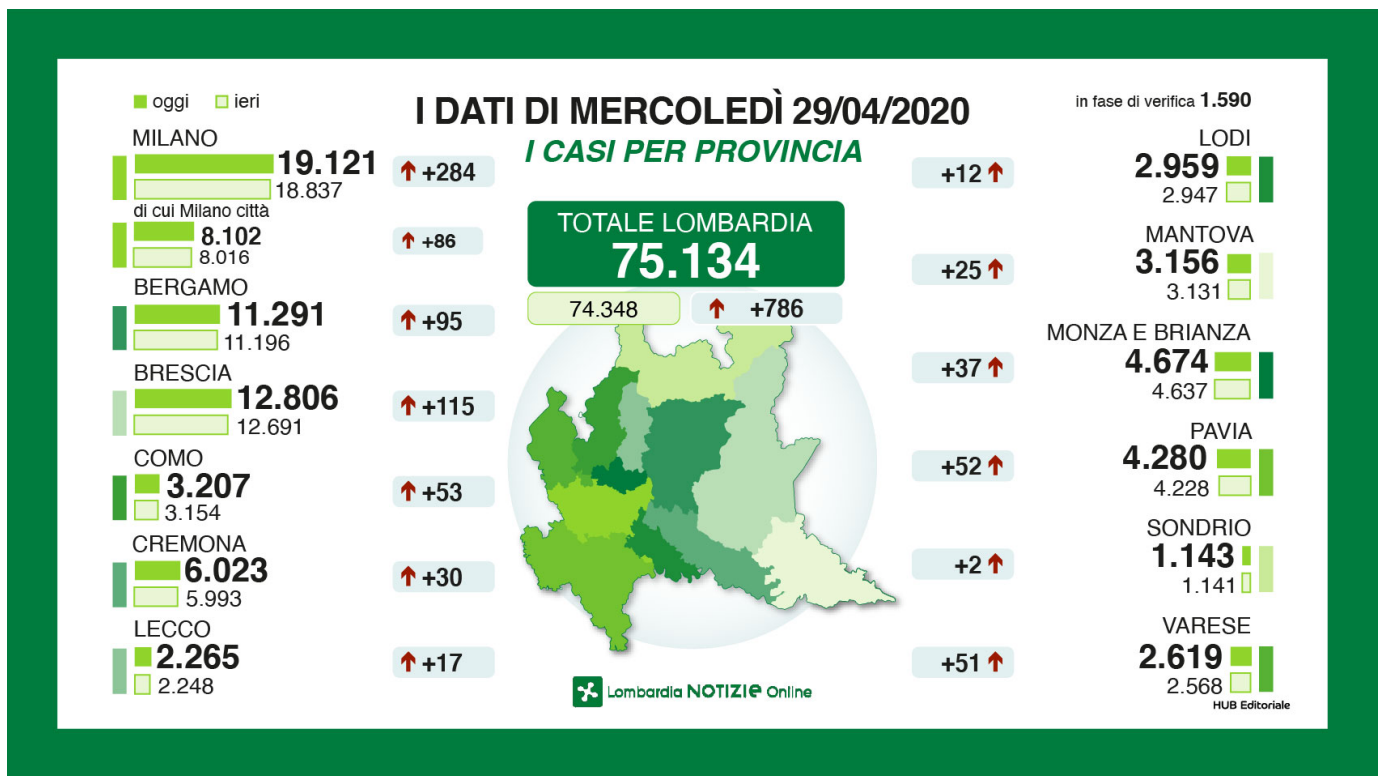 oggi ieri
I DATI DI MERCOLEDÌ 29/04/2020
I CASI PER PROVINCIA
in fase di verifica 1.590
MILANO
19.121
18.837
+284
di cui Milano città
8.102
8.016
+86
BERGAMO
11.291
11.196
+95
BRESCIA
12.806
12.691
+115
COMO
3.207
3.154
+53
CREMONA
6.023
5.993
+30
LECCO
2.265
2.248
+17
TOTALE LOMBARDIA
75.134
74.348
+786
LODI
+12
2.959
2.947
MANTOVA
+25
3.156
3.131
MONZA E BRIANZA
+37
4.674
4.637
PAVIA
+52
4.280
4.228
SONDRIO
+2
1.143
1.141
VARESE
+51
2.619
2.568
Lombardia NOTIZIe Online
HUB Editoriale